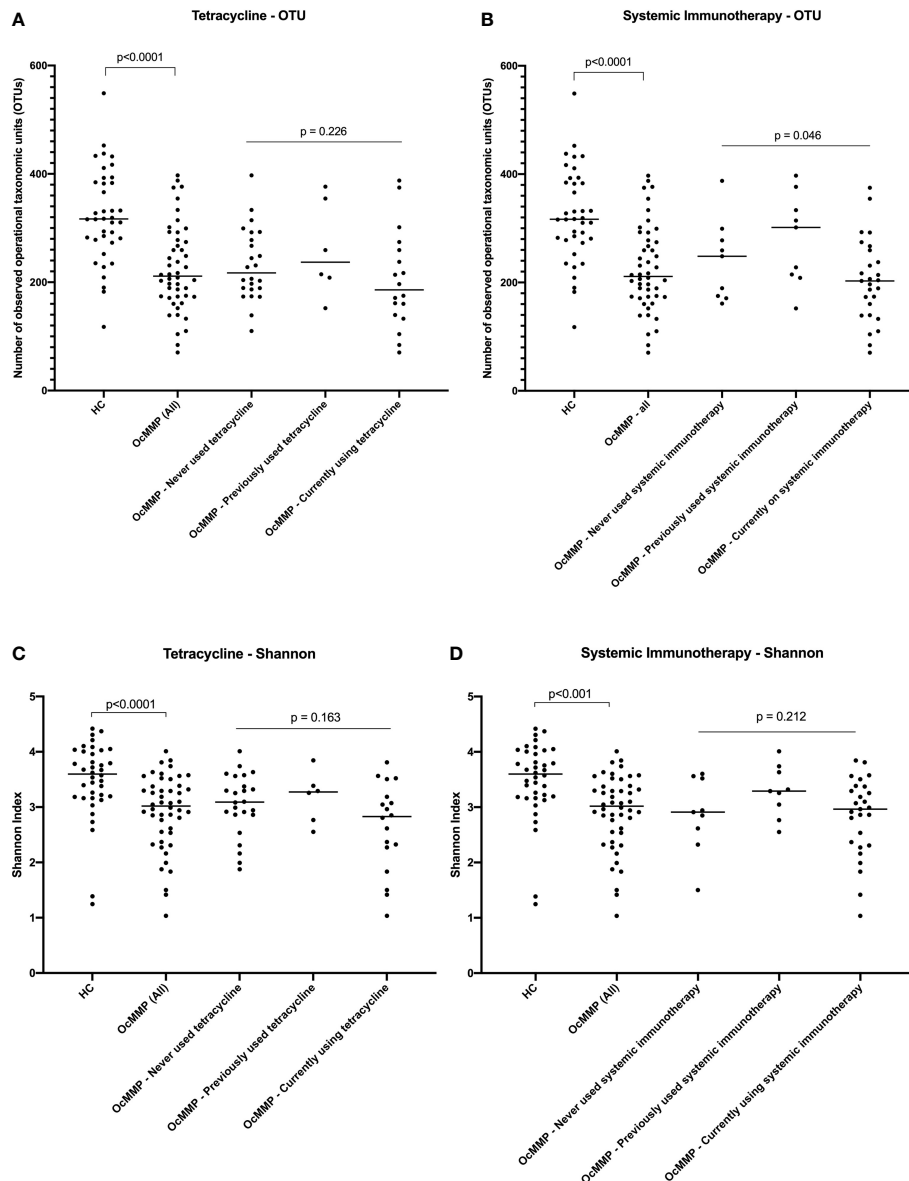 A
Tetracycline - OTU
p<0.0001
p = 0.226
Number of observed operational taxonomic units (OTUs)
600
400
200
0
HC
OcMMP (All)
OcMMP - Never used tetracycline
OcMMP - Previously used tetracycline
OcMMP - Currently using tetracycline
B
Systemic Immunotherapy - OTU
p<0.0001
p = 0.046
Number of observed operational taxonomic units (OTUs)
600
400
200
0
HC
OcMMP - all
OcMMP - Never used systemic immunotherapy
OcMMP - Previously used systemic immunotherapy
OcMMP - Currently on systemic immunotherapy
C
Tetracycline - Shannon
p<0.0001
p = 0.163
Shannon Index
5
4
3
2
1
0
HC
OcMMP (All)
OcMMP - Never used tetracycline
OcMMP - Previously used tetracycline
OcMMP - Currently using tetracycline
D
Systemic Immunotherapy - Shannon
p<0.001
p = 0.212
Shannon Index
5
4
3
2
1
0
HC
OcMMP (All)
OcMMP - Never used systemic immunotherapy
OcMMP - Previously used systemic immunotherapy
OcMMP - Currently using systemic immunotherapy